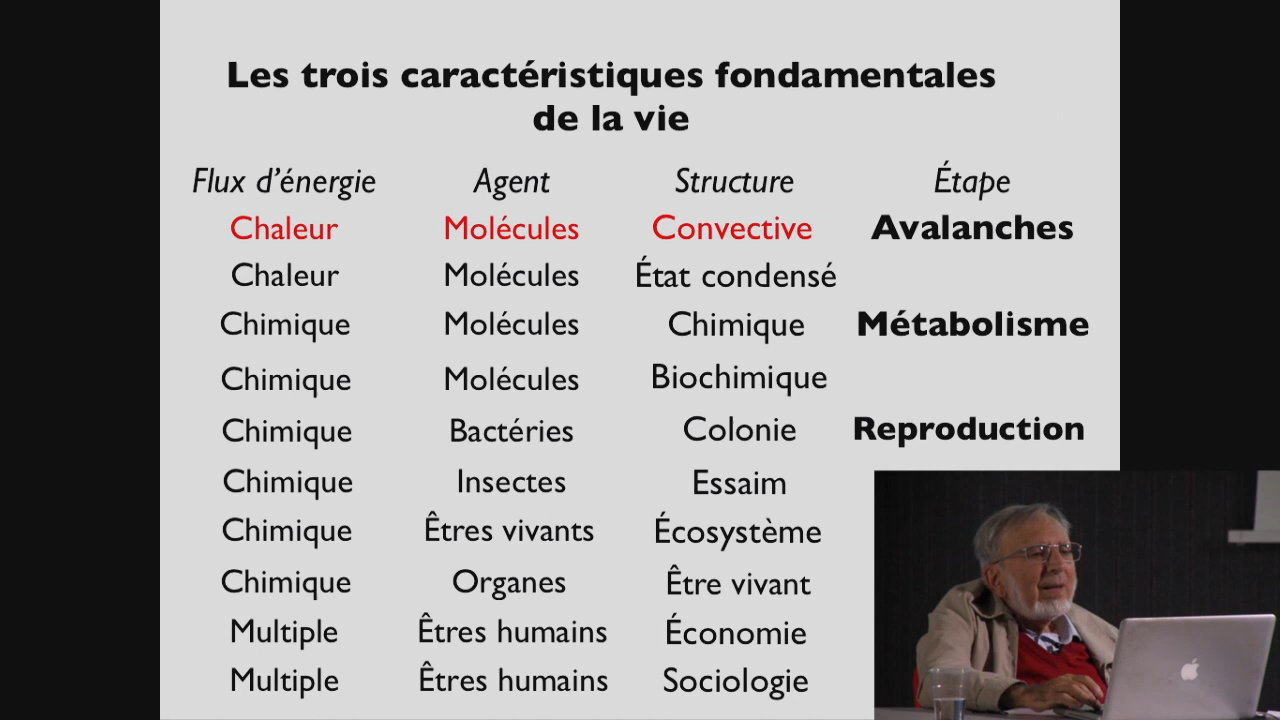 Les trois caractéristiques fondamentales
de la vie
Flux d'énergie Agent Structure Étape
Chaleur Molécules Convective Avalanches
Chaleur Molécules État condensé
Chimique Molécules Chimique Métabolisme
Chimique Molécules Biochimique
Chimique Bactéries Colonie Reproduction
Chimique Insectes Essaim
Chimique Êtres vivants Écosystème
Chimique Organes Être vivant
Multiple Êtres humains Économie
Multiple Êtres humains Sociologie